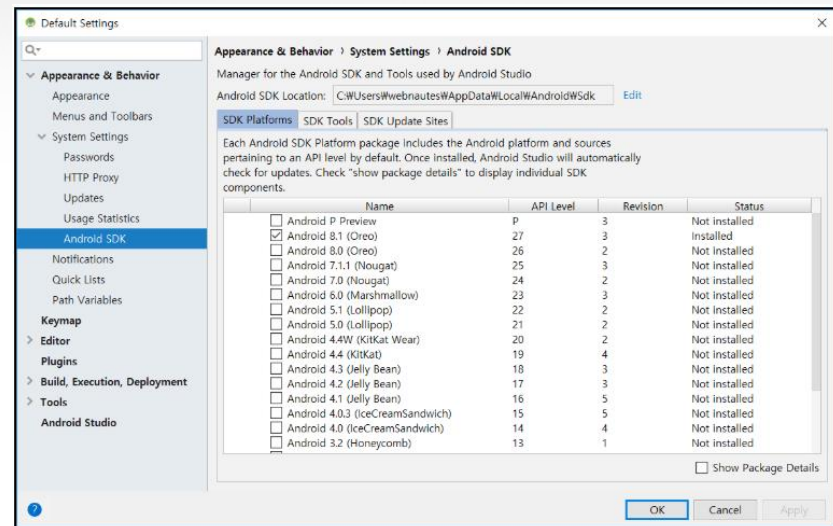 Default Settings
Appearance & Behavior
Appearance
Menus and Toolbars
System Settings
Passwords
HTTP Proxy
Updates
Usage Statistics
Android SDK
Notifications
Quick Lists
Path Variables
Keymap
Editor
Plugins
Build, Execution, Deployment
Tools
Android Studio
Appearance & Behavior › System Settings › Android SDK
Manager for the Android SDK and Tools used by Android Studio
Android SDK Location: C:₩Users₩webnautes₩AppData₩Local₩Android₩Sdk Edit
SDK Platforms SDK Tools SDK Update Sites
Each Android SDK Platform package includes the Android platform and sources
pertaining to an API level by default. Once installed, Android Studio will automatically
check for updates. Check "show package details" to display individual SDK
components.
Name API Level Revision Status
Android P Preview P 3 Not installed
Android 8.1 (Oreo) 27 3 Installed
Android 8.0 (Oreo) 26 2 Not installed
Android 7.1.1 (Nougat) 25 3 Not installed
Android 7.0 (Nougat) 24 2 Not installed
Android 6.0 (Marshmallow) 23 3 Not installed
Android 5.1 (Lollipop) 22 2 Not installed
Android 5.0 (Lollipop) 21 2 Not installed
Android 4.4W (KitKat Wear) 20 2 Not installed
Android 4.4 (KitKat) 19 4 Not installed
Android 4.3 (Jelly Bean) 18 3 Not installed
Android 4.2 (Jelly Bean) 17 3 Not installed
Android 4.1 (Jelly Bean) 16 5 Not installed
Android 4.0.3 (IceCreamSandwich) 15 5 Not installed
Android 4.0 (IceCreamSandwich) 14 4 Not installed
Android 3.2 (Honeycomb) 13 1 Not installed
Show Package Details
? OK Cancel Apply